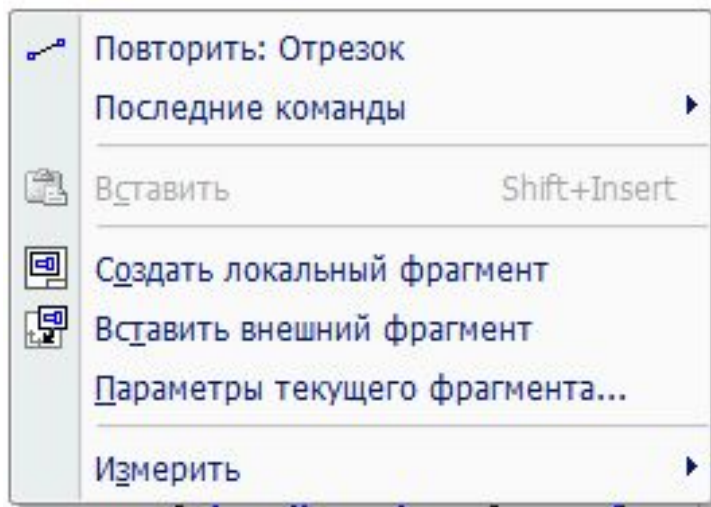 Повторить: Отрезок
Последние команды
Вставить Shift+Insert
Создать локальный фрагмент
Вставить внешний фрагмент
Параметры текущего фрагмента...
Измерить